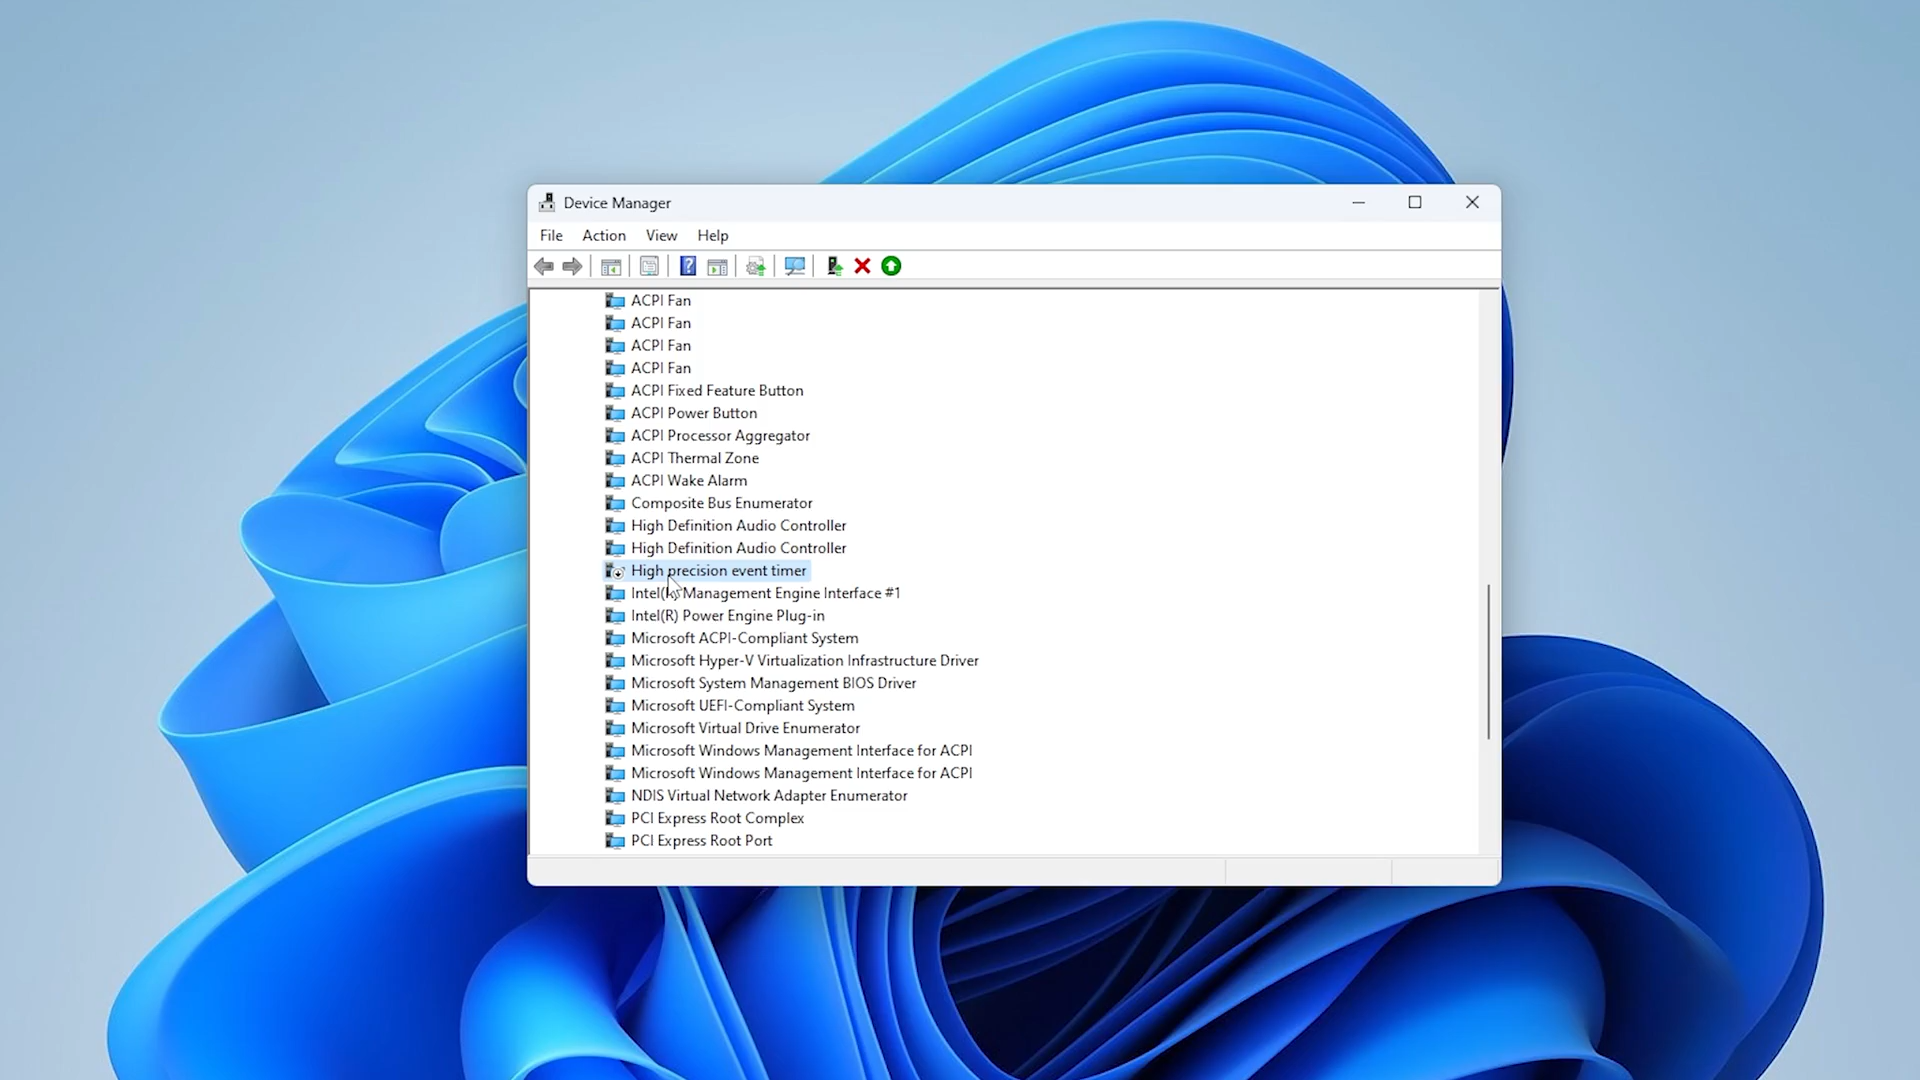 Device Manager
File Action View Help
ACPI Fan
ACPI Fan
ACPI Fan
ACPI Fan
ACPI Fixed Feature Button
ACPI Power Button
ACPI Processor Aggregator
ACPI Thermal Zone
ACPI Wake Alarm
Composite Bus Enumerator
High Definition Audio Controller
High Definition Audio Controller
High precision event timer
Intel(R) Management Engine Interface #1
Intel(R) Power Engine Plug-in
Microsoft ACPI-Compliant System
Microsoft Hyper-V Virtualization Infrastructure Driver
Microsoft System Management BIOS Driver
Microsoft UEFI-Compliant System
Microsoft Virtual Drive Enumerator
Microsoft Windows Management Interface for ACPI
Microsoft Windows Management Interface for ACPI
NDIS Virtual Network Adapter Enumerator
PCI Express Root Complex
PCI Express Root Port